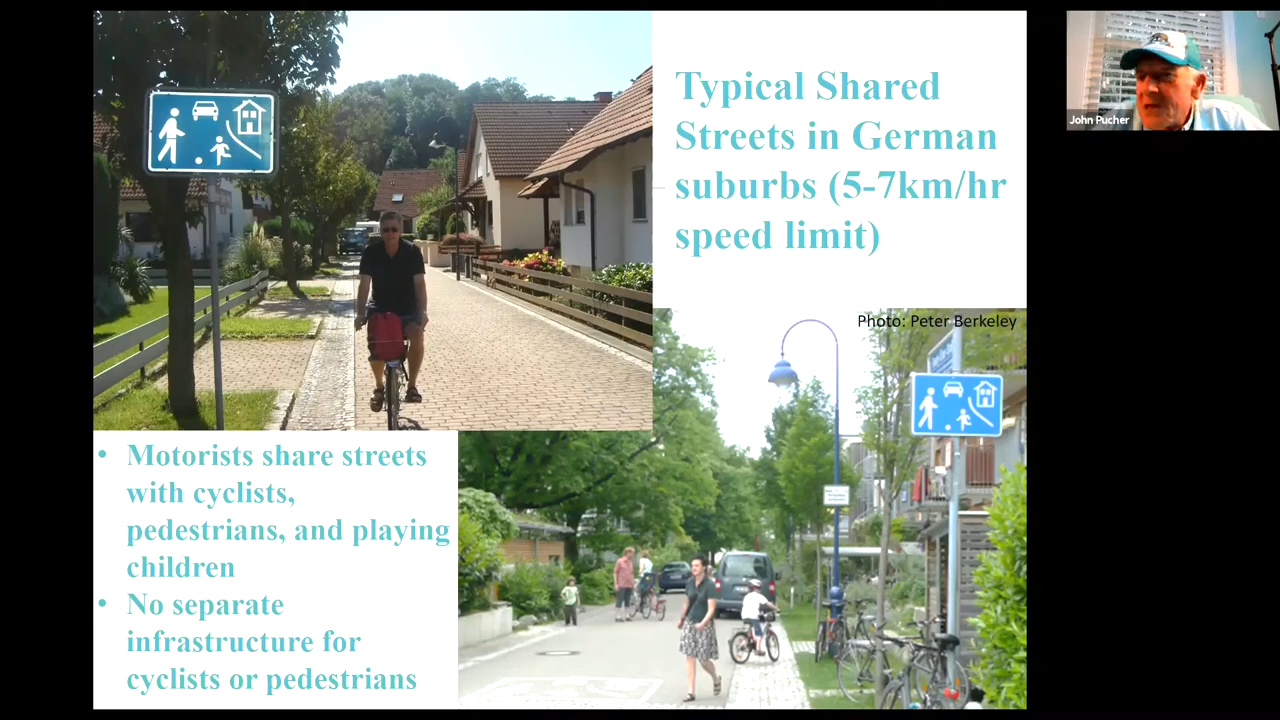 Typical Shared
Streets in German
suburbs (5-7km/hr
speed limit)
John Pucher
Photo: Peter Berkeley
• Motorists share streets
with cyclists,
pedestrians, and playing
children
• No separate
infrastructure for
cyclists or pedestrians